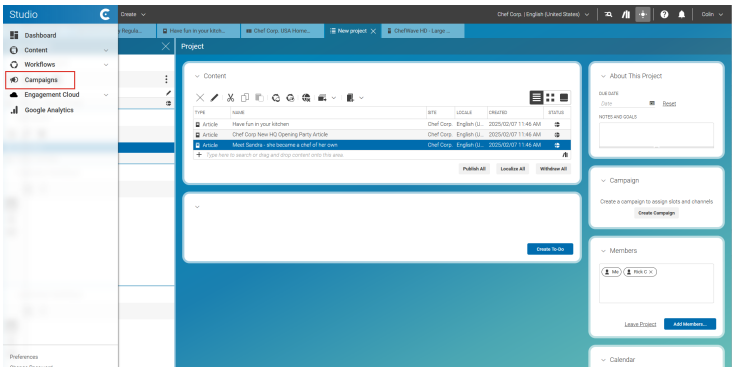 Studio
Create
Chef Corp. | English (United States)
Colin
Dashboard
Content
Workflows
Campaigns
Engagement Cloud
Google Analytics
Preferences
y Regula...
Have fun in your kitch...
Chef Corp. USA Home...
New project
ChefWave HD - Large ...
Project
Content
TYPE NAME SITE LOCALE CREATED STATUS
Article Have fun in your kitchen Chef Corp. English (U... 2025/02/07 11:46 AM
Article Chef Corp New HQ Opening Party Article Chef Corp. English (U... 2025/02/07 11:46 AM
Article Meet Sandra - she became a chef of her own Chef Corp. English (U... 2025/02/07 11:46 AM
Type here to search or drag and drop content onto this area.
Publish All Localize All Withdraw All
Create To-Do
About This Project
DUE DATE
Date Reset
NOTES AND GOALS
Campaign
Create a campaign to assign slots and channels
Create Campaign
Members
Me Rick C
Leave Project Add Members...
Calendar